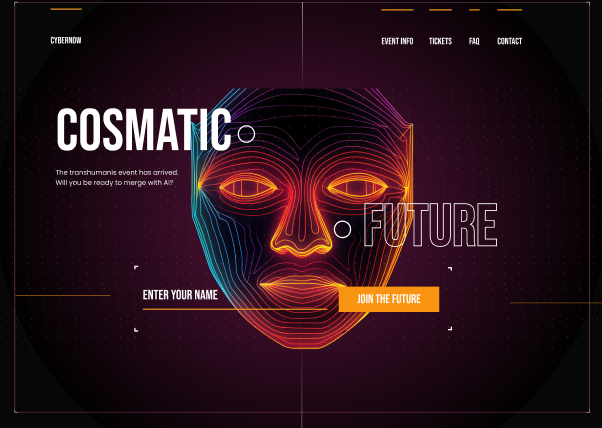 CYBERNOW
EVENT INFO TICKETS FAQ CONTACT
COSMATIC
The transhumanis event has arrived.
Will you be ready to merge with AI?
FUTURE
ENTER YOUR NAME
JOIN THE FUTURE